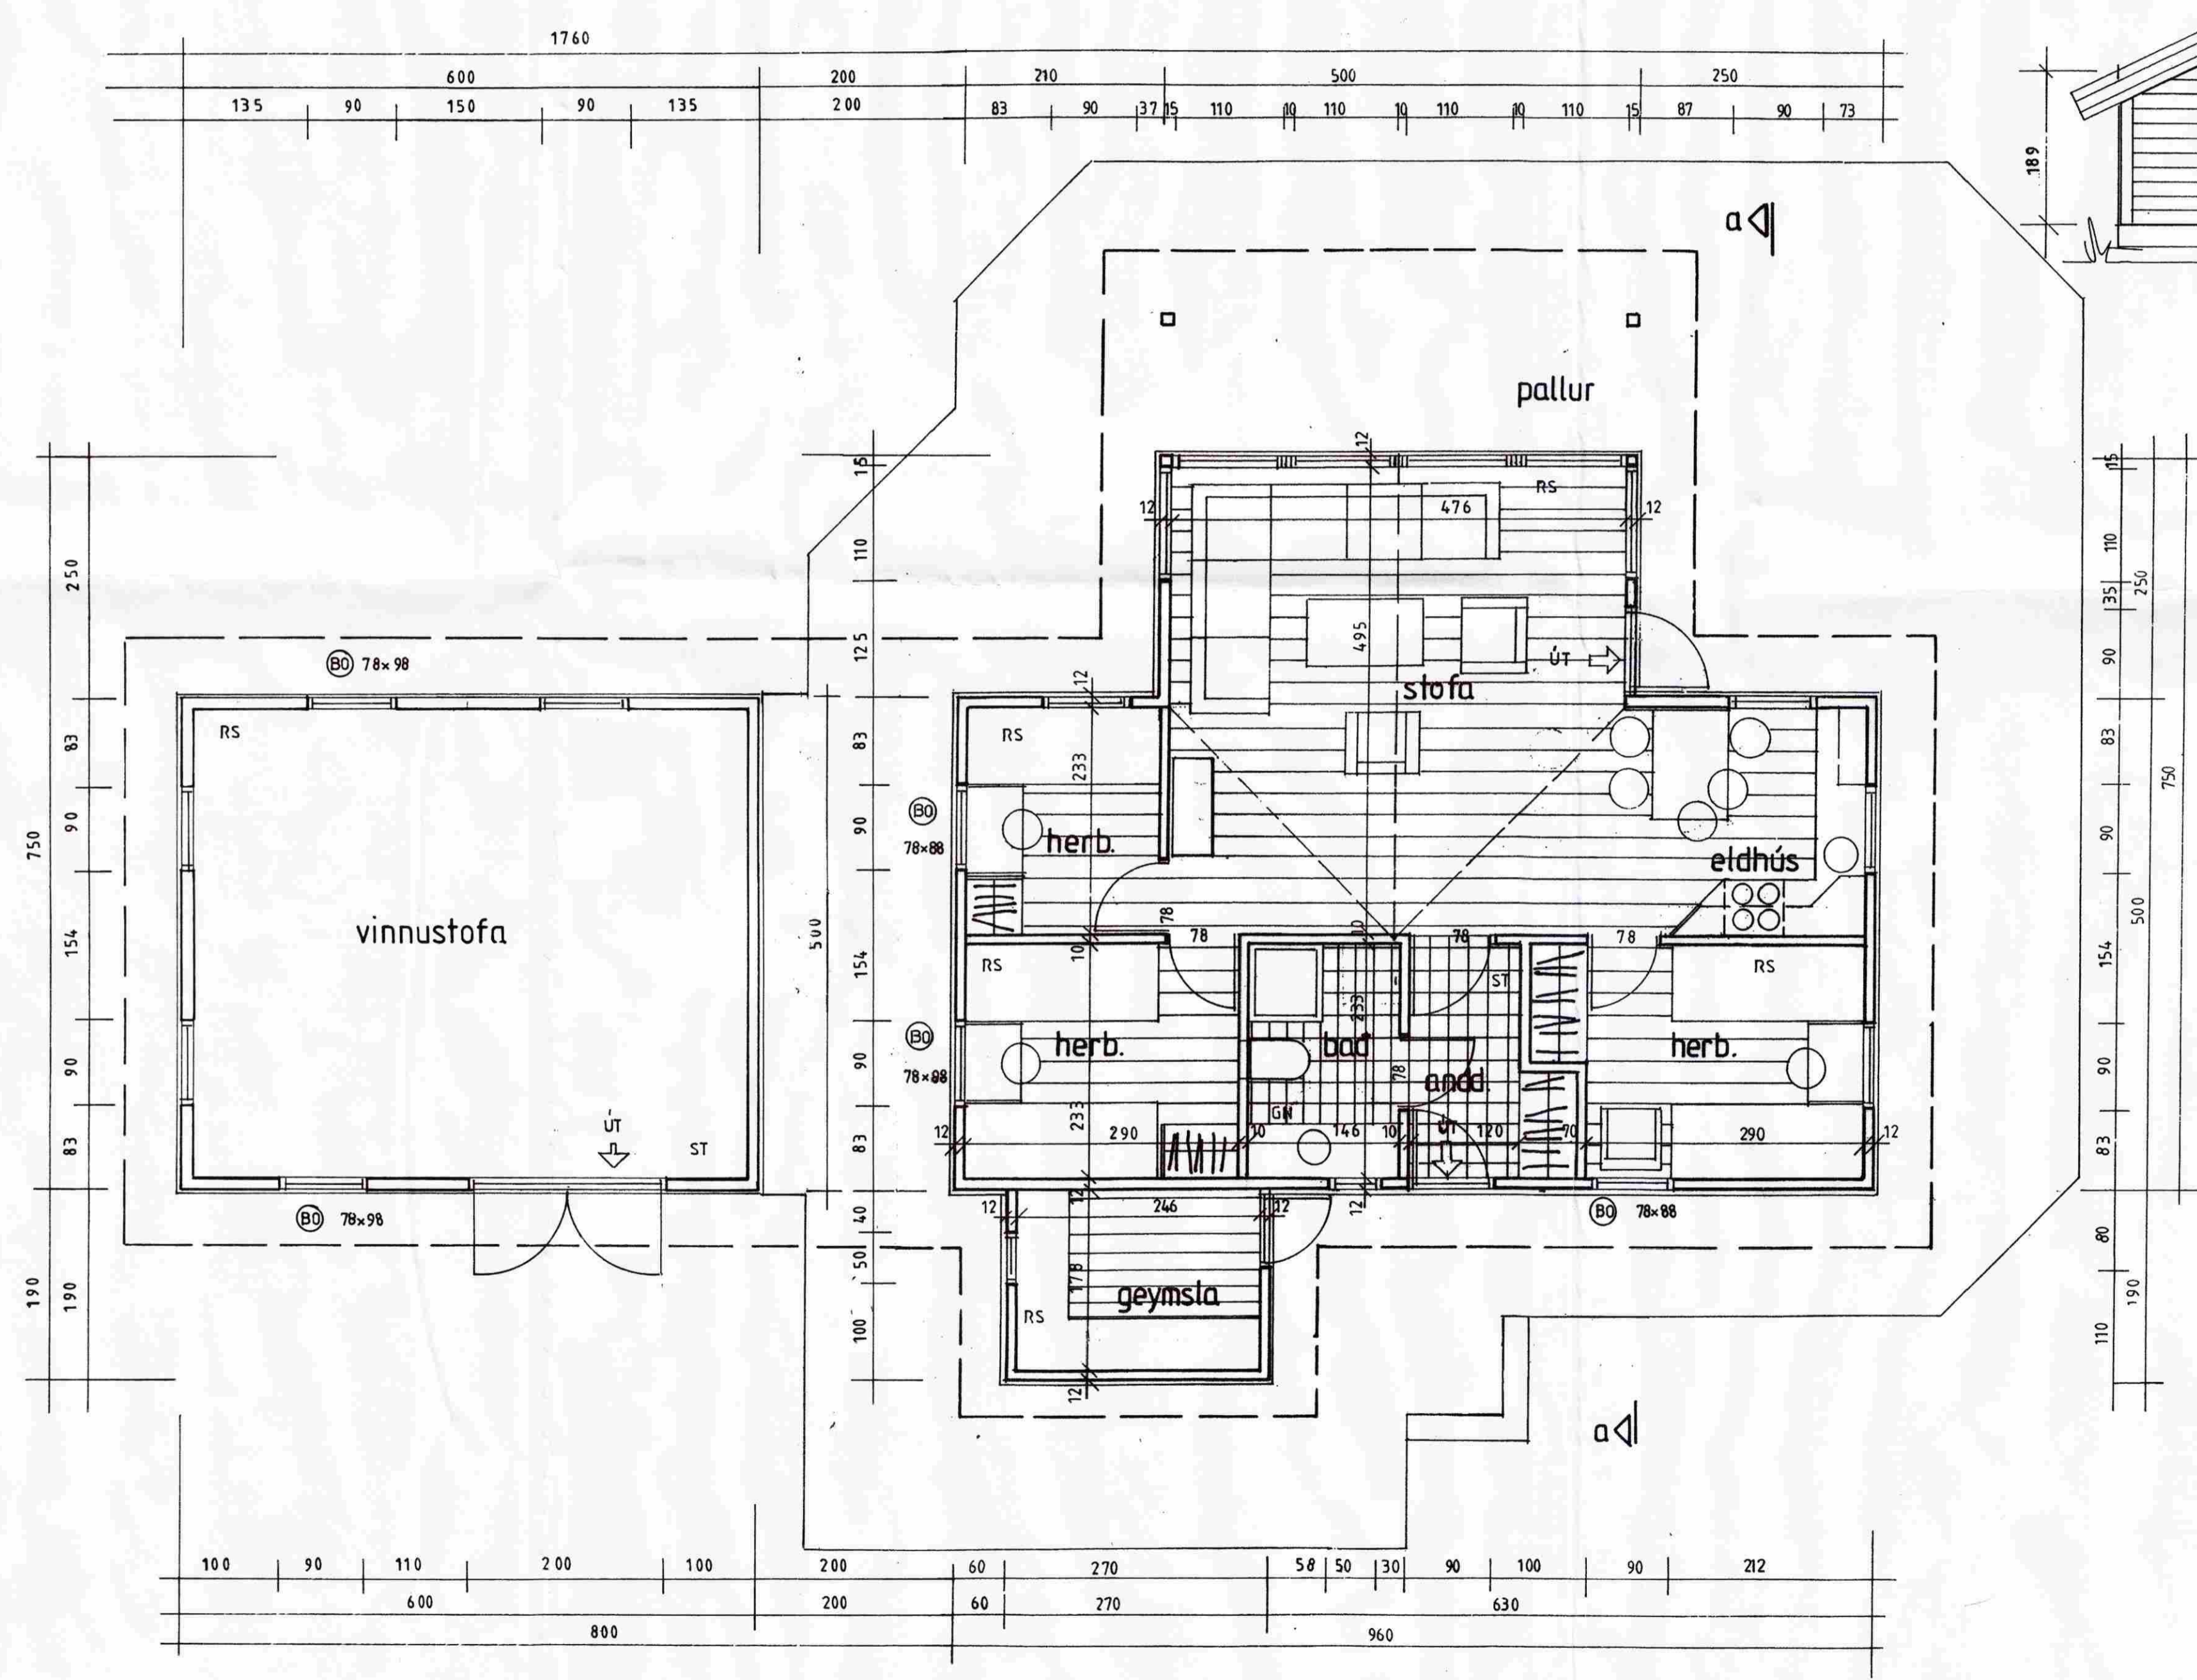 1760
600 200 210 500 250
135 90 150 90 135 200 83 90 37 15 110 10 110 10 110 10 110 15 87 90 73
189
a
pallur
12
15
15
RS
12 476 12
250
110
110
250
35
495
125
90
ÚT
stofa
BO 78×98
12
RS
RS
83
83
233
83
750
90
BO
78×88
90
herb.
eldhús
90
750
vinnustofa
500
78
78
10
78
78
500
154
154
10
RS
ST
RS
154
233
BO
78×88
90
90
herb.
bað
78
andd.
herb.
90
GN
ÚT
ST
83
83
12
233
290
10
146
10
ÚT
120
70
290
12
83
BO 78×98
12
12
246
12
12
BO 78×88
40
80
50
178
geymsla
190
190
RS
100
110
190
12
a
100 90 110 200 100 200 60 270 58 50 30 90 100 90 212
600 200 60 270 630
800 960